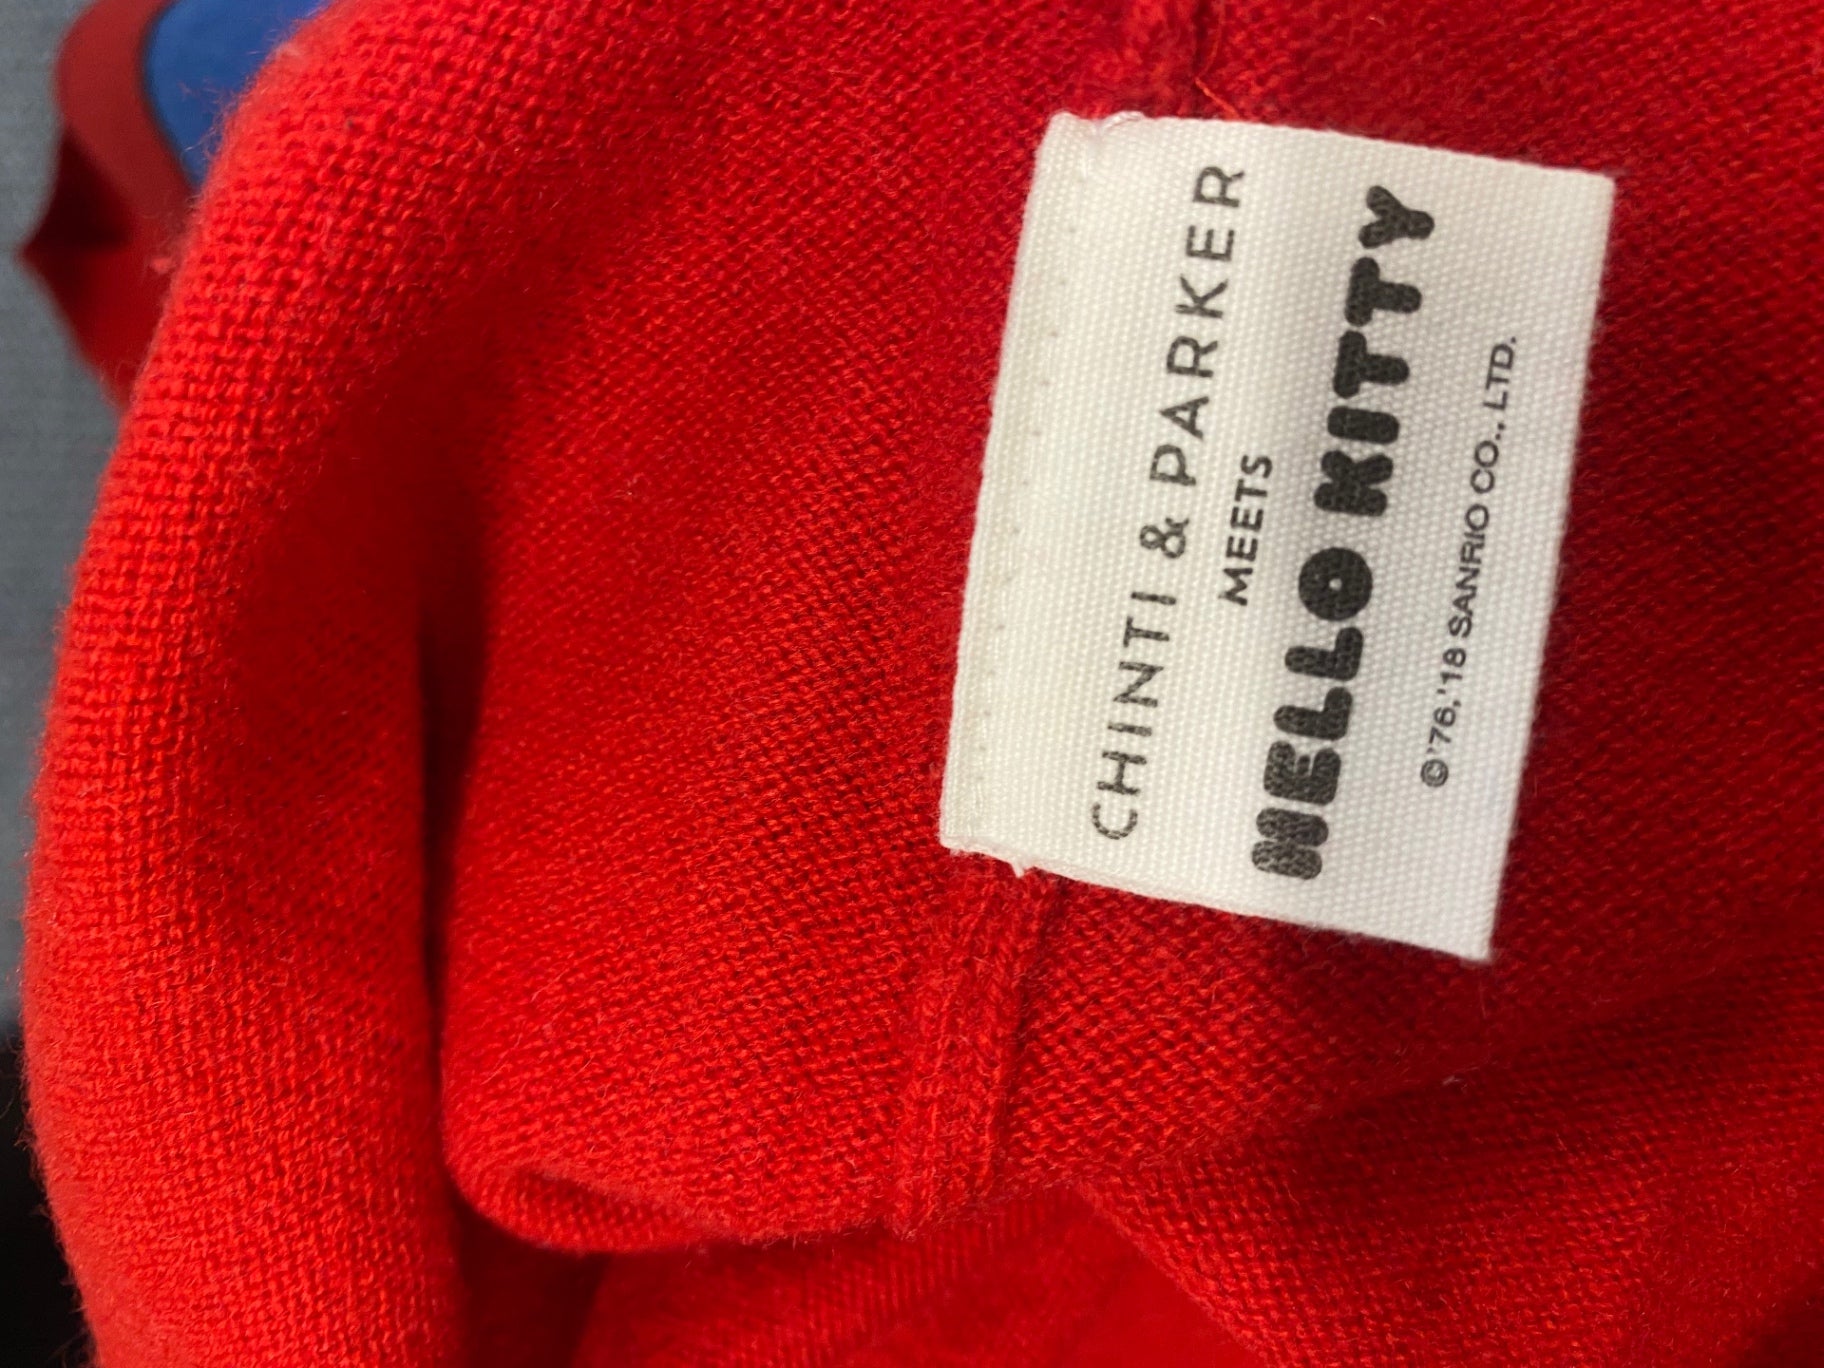 CHINTI & PARKER
MEETS
HELLO KITTY
©'76,'18 SANRIO CO., LTD.